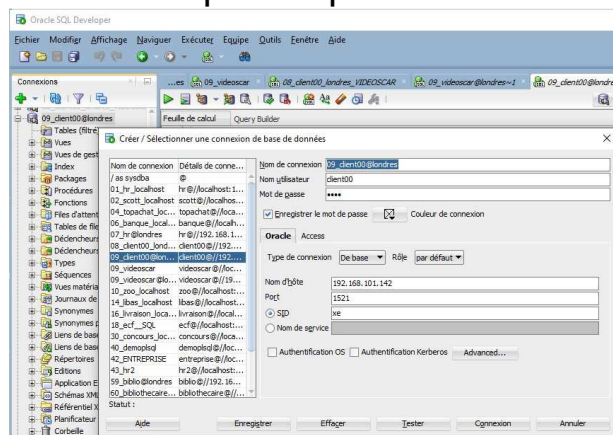 Oracle SQL Developer
Fichier Modifier Affichage Naviguer Exécuter Equipe Outils Fenêtre Aide
Connexions
...es 09_videoscar 08_client00_londres_VIDEOSCAR 09_videoscar@londres~1 09_client00@londre
09_client00@londres
Feuille de calcul Query Builder
Tables (filtré
Vues
Vues de gest
Index
Packages
Procédures
Fonctions
Files d'attent
Tables de file
Déclencheur
Déclencheur
Types
Séquences
Vues matéria
Journaux de
Synonymes
Synonymes p
Liens de base
Liens de base
Répertoires
Editions
Application E
Schémas XML
Référentiel X
Planificateur
Corbeille
Créer / Sélectionner une connexion de base de données
Nom de connexion Détails de conne...
/ as sysdba @
01_hr_localhost hr@//localhost:1...
02_scott_localhost scott@//localhos...
04_topachat_loc... topachat@//loca...
06_banque_local... banque@//localh...
07_hr@londres hr@//192.168.1...
08_client00_lond... client00@//192....
09_client00@lon... client00@//192....
09_videoscar videoscar@//loc...
09_videoscar@lo... videoscar@//19...
10_zoo_localhost zoo@//localhost:...
14_libas_localhost libas@//localhost...
16_livraison_loca... livraison@//local...
18_ecf__SQL ecf@//localhost:...
30_concours_loc... concours@//loca...
40_demoplsql demoplsql@//loc...
42_ENTREPRISE entreprise@//loc...
43_hr2 hr2@//localhost:...
59_biblio@londres biblio@//192.16...
60_bibliothecaire... bibliothecaire@//...
Statut :
Nom de connexion 09_client00@londres
Nom utilisateur client00
Mot de passe ••••
Enregistrer le mot de passe Couleur de connexion
Oracle Access
Type de connexion De base Rôle par défaut
Nom d'hôte 192.168.101.142
Port 1521
SID xe
Nom de service
Authentification OS Authentification Kerberos Advanced...
Aide Enregistrer Effaçer Tester Connexion Annuler